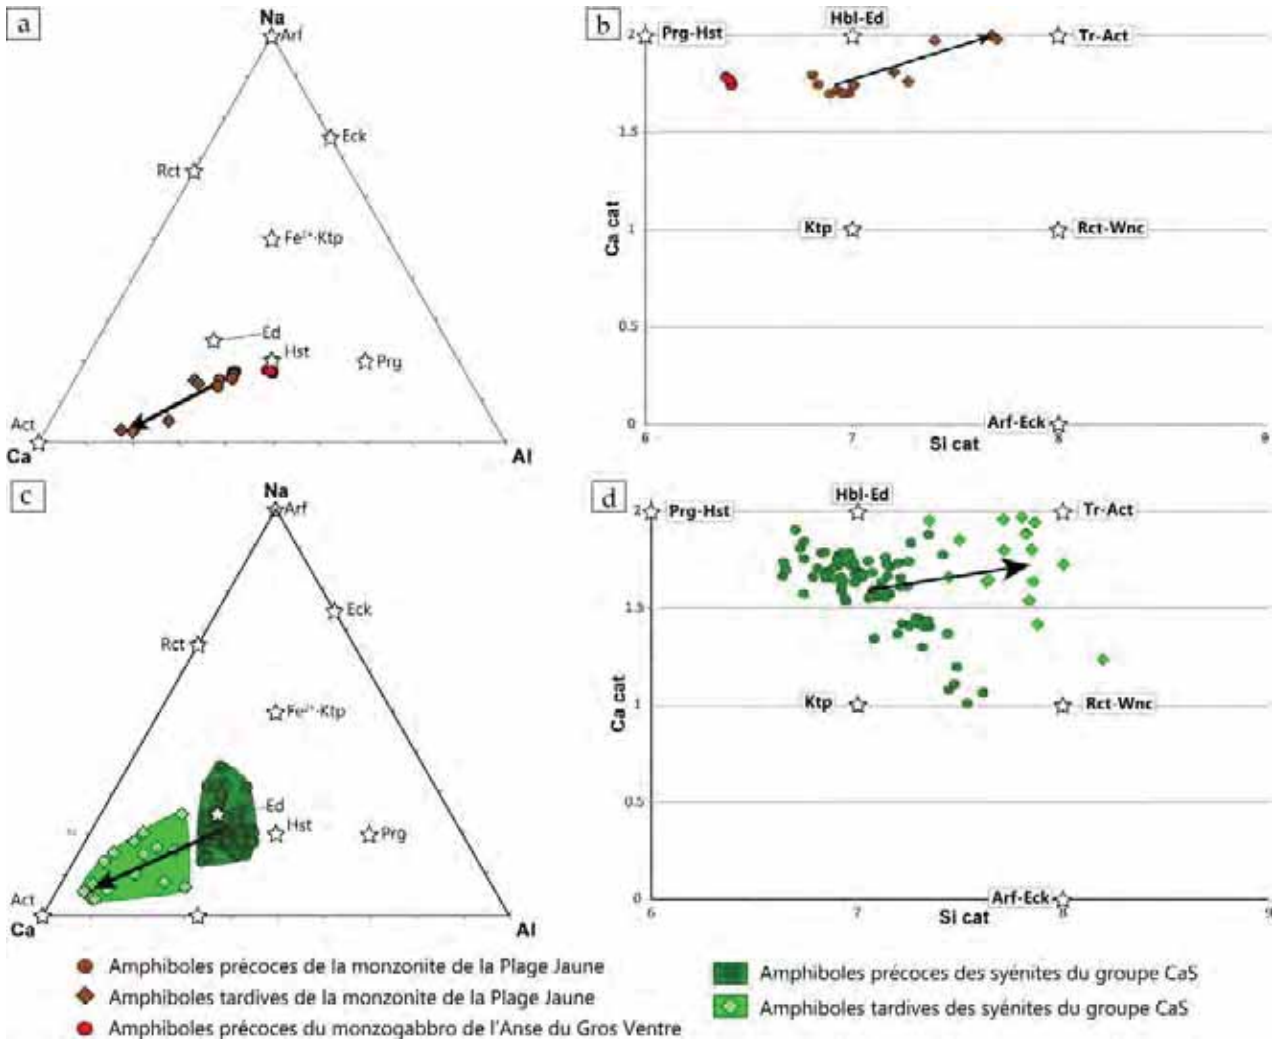 a
Na
Arf
Eck
Rct
Fe²⁺-Ktp
Ed
Hst
Prg
Act
Ca
Al
b
Hbl-Ed
2
Prg-Hst
Tr-Act
1.5
Ca cat
Ktp
1
Rct-Wnc
0.5
Arf-Eck
0
6
7
Si cat
8
9
c
Na
Arf
Eck
Rct
Fe²⁺-Ktp
Ed
Hst
Prg
Act
Ca
Al
d
Hbl-Ed
2
Prg-Hst
Tr-Act
1.5
Ca cat
Ktp
1
Rct-Wnc
0.5
Arf-Eck
0
6
7
Si cat
8
9
Amphiboles précoces de la monzonite de la Plage Jaune
Amphiboles tardives de la monzonite de la Plage Jaune
Amphiboles précoces du monzogabbro de l'Anse du Gros Ventre
Amphiboles précoces des syénites du groupe CaS
Amphiboles tardives des syénites du groupe CaS